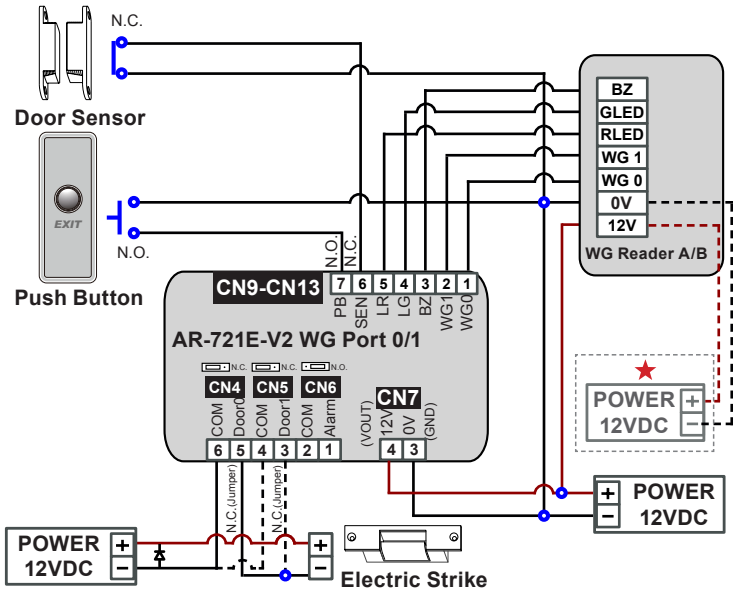 N.C.
Door Sensor
EXIT
N.O.
Push Button
BZ
GLED
RLED
WG 1
WG 0
0V
12V
WG Reader A/B
N.O.
N.C.
CN9-CN13
7 6 5 4 3 2 1
PB SEN LR LG BZ WG1 WG0
AR-721E-V2 WG Port 0/1
N.C. N.C. N.O.
CN4 CN5 CN6
COM Door0 COM Door1 COM Alarm
6 5 4 3 2 1
CN7
(VOUT) 12V 0V (GND)
4 3
N.C.(Jumper)
N.C.(Jumper)
POWER +
12VDC −
POWER +
12VDC −
+ POWER
− 12VDC
+
−
Electric Strike